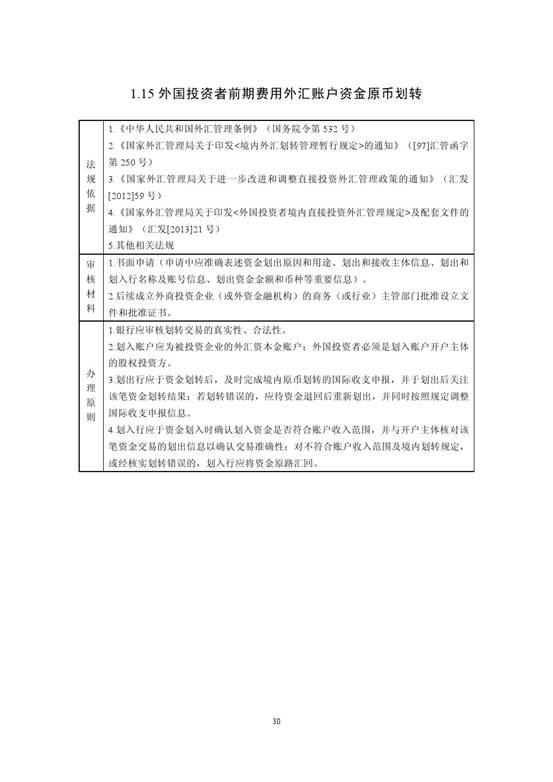 1.15 外国投资者前期费用外汇账户资金原币划转
法
规
依
据
1.《中华人民共和国外汇管理条例》（国务院令第 532 号）
2.《国家外汇管理局关于印发<境内外汇划转管理暂行规定>的通知》（[97]汇管函字
第 250 号）
3.《国家外汇管理局关于进一步改进和调整直接投资外汇管理政策的通知》（汇发
[2012]59 号）
4.《国家外汇管理局关于印发<外国投资者境内直接投资外汇管理规定>及配套文件的
通知》（汇发[2013]21 号）
5.其他相关法规
审
核
材
料
1.书面申请（申请中应准确表述资金划出原因和用途、划出和接收主体信息、划出和
划入行名称及账号信息、划出资金金额和币种等重要信息）。
2.后续成立外商投资企业（或外资金融机构）的商务（或行业）主管部门批准设立文
件和批准证书。
办
理
原
则
1.银行应审核划转交易的真实性、合法性。
2.划入账户应为被投资企业的外汇资本金账户；外国投资者必须是划入账户开户主体
的股权投资方。
3.划出行应于资金划转后，及时完成境内原币划转的国际收支申报，并于划出后关注
该笔资金划转结果；若划转错误的，应待资金退回后重新划出，并同时按照规定调整
国际收支申报信息。
4.划入行应于资金划入时确认划入资金是否符合账户收入范围，并与开户主体核对该
笔资金交易的划出信息以确认交易准确性；对不符合账户收入范围及境内划转规定，
或经核实划转错误的，划入行应将资金原路汇回。
30